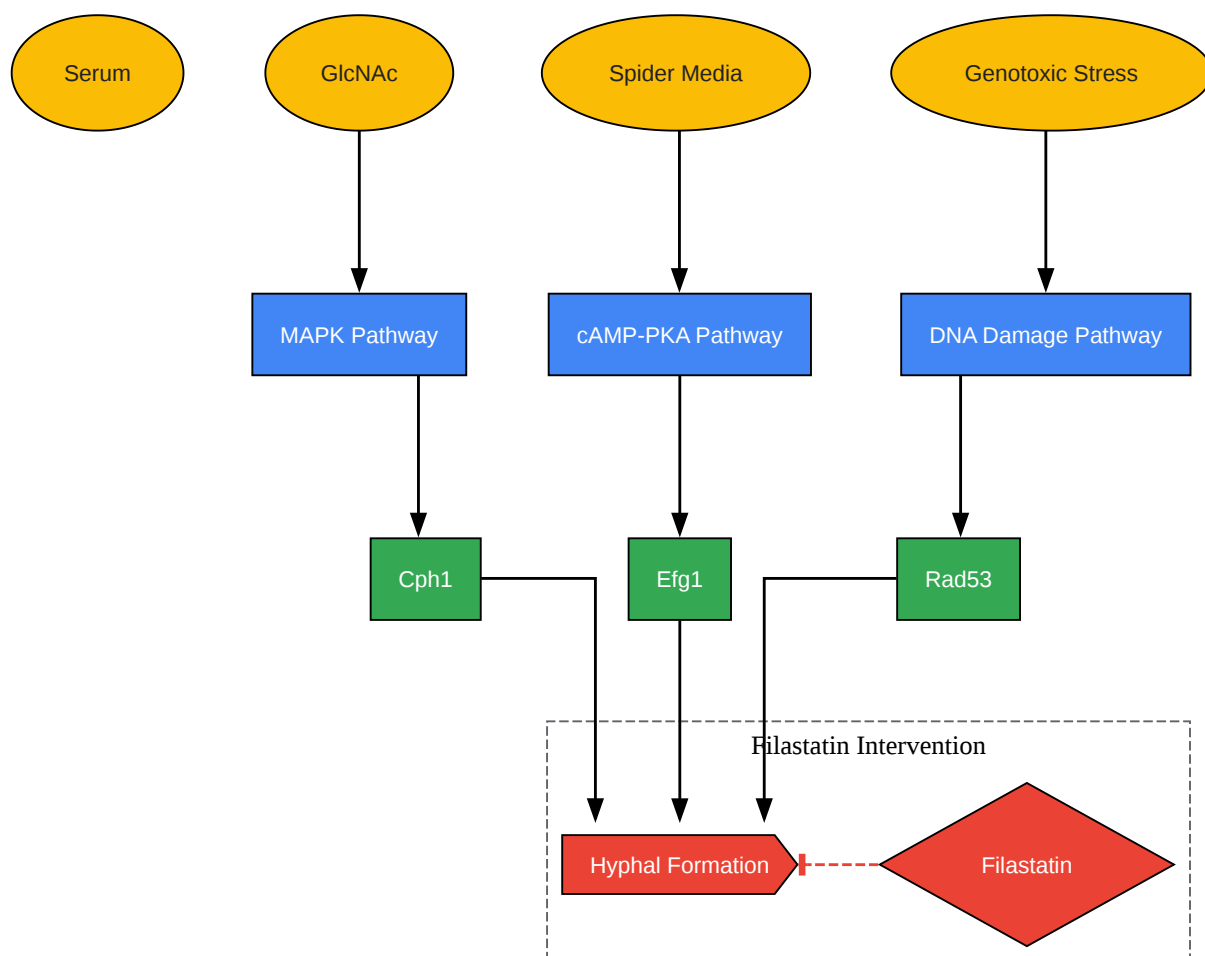 Serum
GlcNAc
Spider Media
Genotoxic Stress
MAPK Pathway
cAMP-PKA Pathway
DNA Damage Pathway
Cph1
Efg1
Rad53
Filastatin Intervention
Hyphal Formation
Filastatin